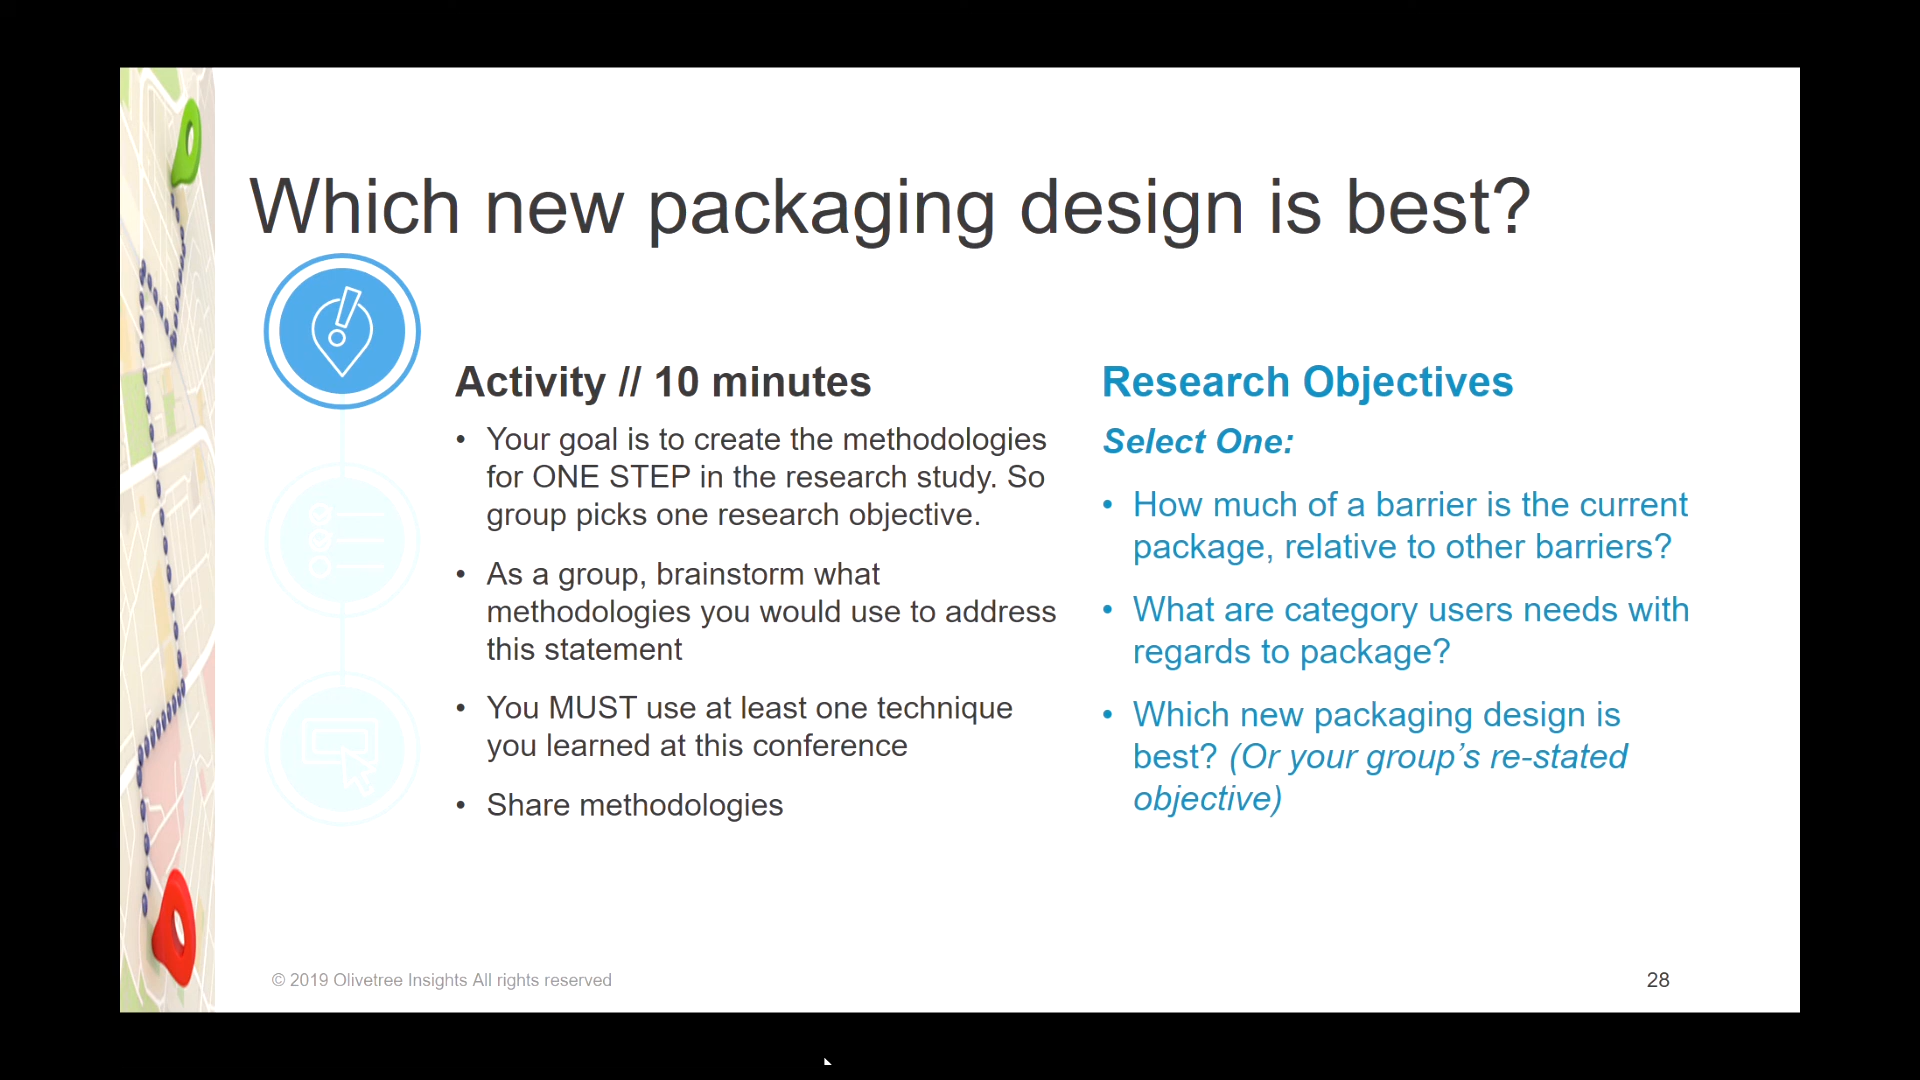 Which new packaging design is best?
Activity // 10 minutes
• Your goal is to create the methodologies
for ONE STEP in the research study. So
group picks one research objective.
• As a group, brainstorm what
methodologies you would use to address
this statement
• You MUST use at least one technique
you learned at this conference
• Share methodologies
Research Objectives
Select One:
• How much of a barrier is the current
package, relative to other barriers?
• What are category users needs with
regards to package?
• Which new packaging design is
best? (Or your group’s re-stated
objective)
© 2019 Olivetree Insights All rights reserved
28